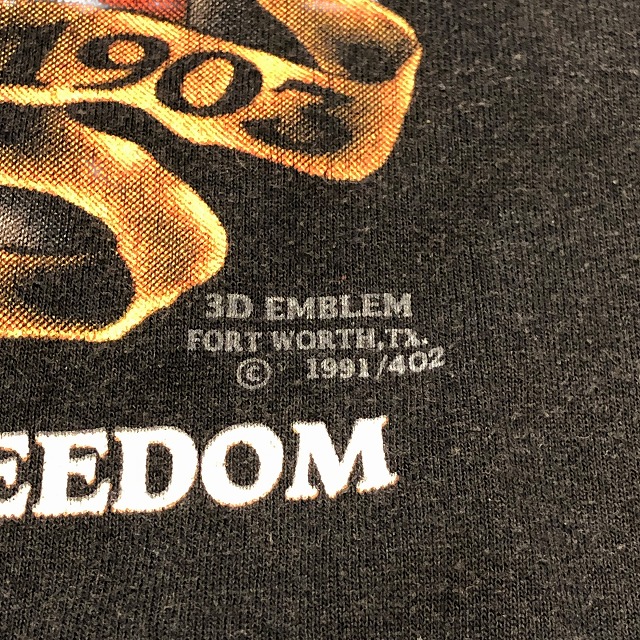 1903
3D EMBLEM
FORT WORTH,TX.
© 1991/402
EEDOM